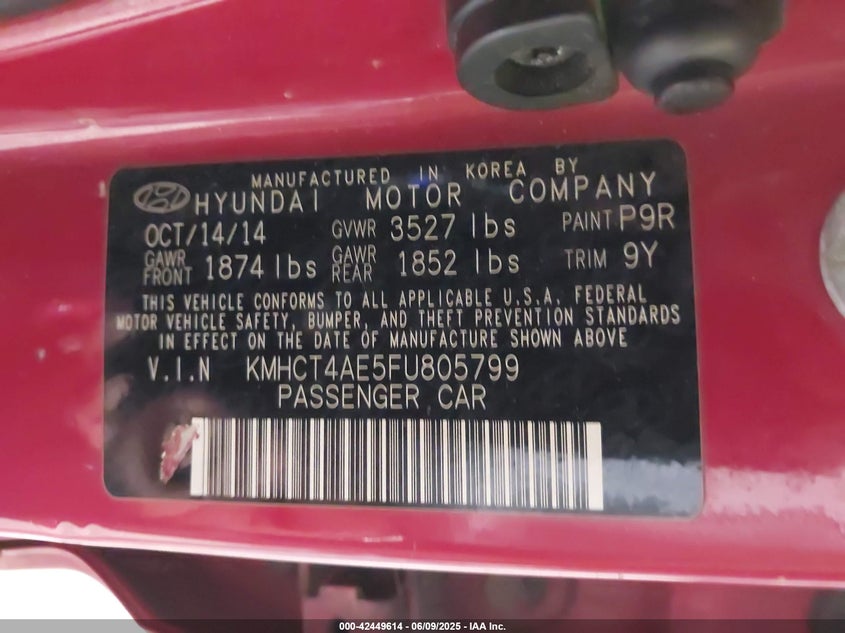 MANUFACTURED IN KOREA BY
HYUNDAI MOTOR COMPANY
OCT/14/14 GVWR 3527 lbs PAINT P9R
GAWR FRONT 1874 lbs GAWR REAR 1852 lbs TRIM 9Y
THIS VEHICLE CONFORMS TO ALL APPLICABLE U.S.A. FEDERAL
MOTOR VEHICLE SAFETY, BUMPER, AND THEFT PREVENTION STANDARDS
IN EFFECT ON THE DATE OF MANUFACTURE SHOWN ABOVE
V.I.N KMHCT4AE5FU805799
PASSENGER CAR
000-42449614 - 06/09/2025 - IAA Inc.